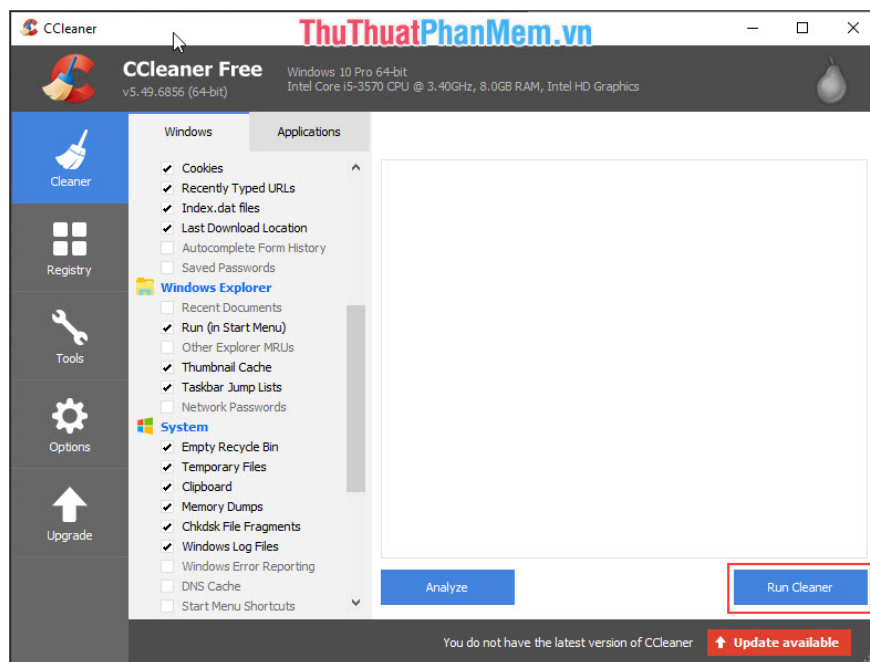 CCleaner
ThuThuatPhanMem.vn
CCleaner Free
v5.49.6856 (64-bit)
Windows 10 Pro 64-bit
Intel Core i5-3570 CPU @ 3.40GHz, 8.0GB RAM, Intel HD Graphics
Cleaner
Registry
Tools
Options
Upgrade
Windows
Applications
Cookies
Recently Typed URLs
Index.dat files
Last Download Location
Autocomplete Form History
Saved Passwords
Windows Explorer
Recent Documents
Run (in Start Menu)
Other Explorer MRUs
Thumbnail Cache
Taskbar Jump Lists
Network Passwords
System
Empty Recycle Bin
Temporary Files
Clipboard
Memory Dumps
Chkdsk File Fragments
Windows Log Files
Windows Error Reporting
DNS Cache
Start Menu Shortcuts
Analyze
Run Cleaner
You do not have the latest version of CCleaner
Update available